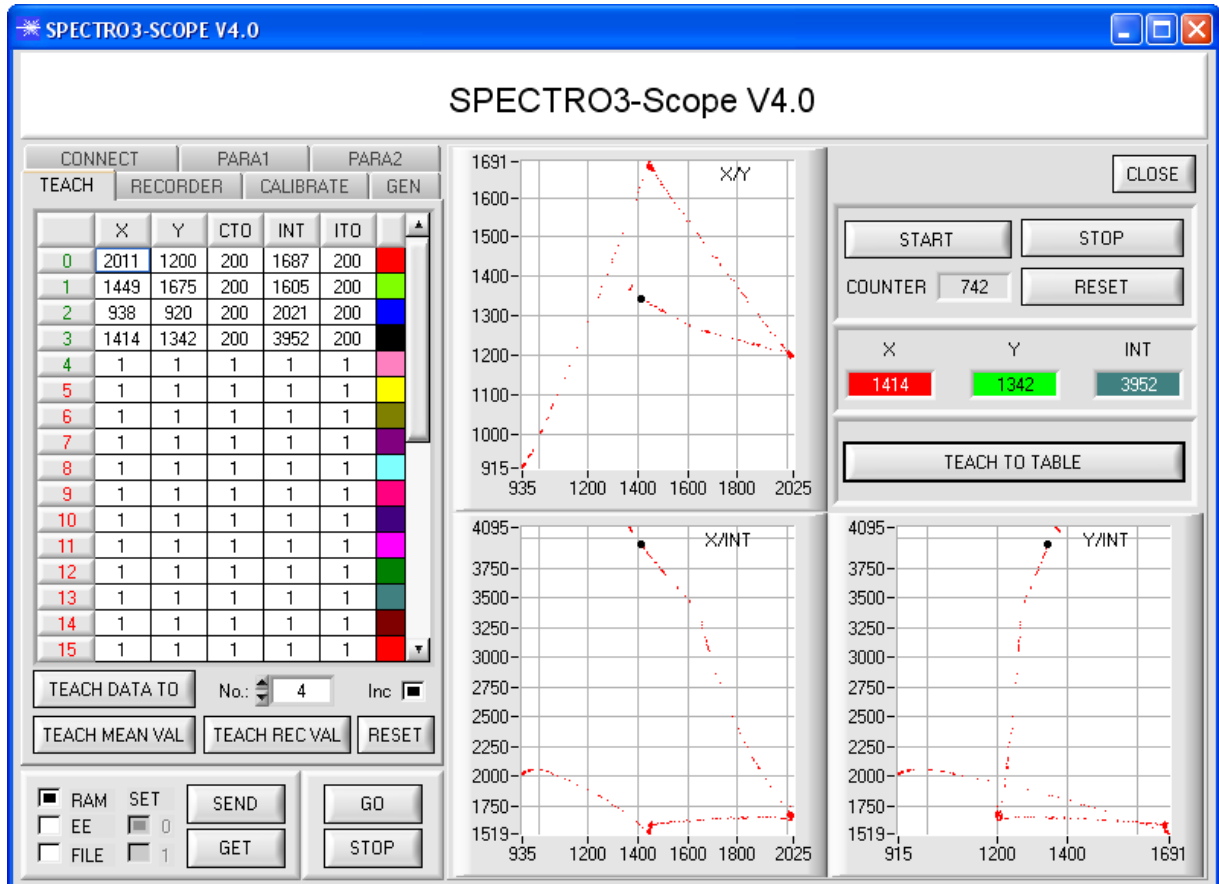 SPECTRO3-SCOPE V4.0
SPECTRO3-Scope V4.0
CONNECT PARA1 PARA2
TEACH RECORDER CALIBRATE GEN
X Y CTO INT ITO
0 2011 1200 200 1687 200
1 1449 1675 200 1605 200
2 938 920 200 2021 200
3 1414 1342 200 3952 200
4 1 1 1 1 1
5 1 1 1 1 1
6 1 1 1 1 1
7 1 1 1 1 1
8 1 1 1 1 1
9 1 1 1 1 1
10 1 1 1 1 1
11 1 1 1 1 1
12 1 1 1 1 1
13 1 1 1 1 1
14 1 1 1 1 1
15 1 1 1 1 1
TEACH DATA TO No.: 4 Inc
TEACH MEAN VAL TEACH REC VAL RESET
RAM SET SEND GO
EE 0
FILE 1 GET STOP
X/Y
1691
1600
1500
1400
1300
1200
1100
1000
915
935 1200 1400 1600 1800 2025
CLOSE
START STOP
COUNTER 742 RESET
X Y INT
1414 1342 3952
TEACH TO TABLE
X/INT
4095
3750
3500
3250
3000
2750
2500
2250
2000
1750
1519
935 1200 1400 1600 1800 2025
Y/INT
4095
3750
3500
3250
3000
2750
2500
2250
2000
1750
1519
915 1200 1400 1691